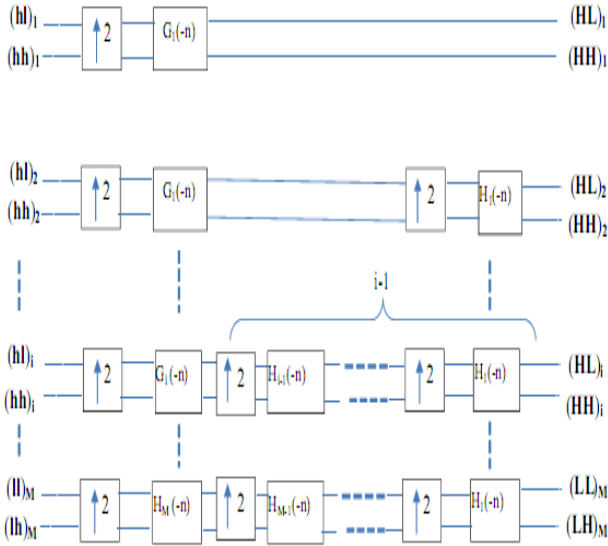 (hl)₁ ↑2 G₁(-n) (HL)₁
(hh)₁ (HH)₁
(hl)₂ ↑2 G₁(-n) ↑2 H₁(-n) (HL)₂
(hh)₂ (HH)₂
i-1
(hl)ᵢ ↑2 Gᵢ(-n) ↑2 Hᵢ₋₁(-n) ↑2 H₁(-n) (HL)ᵢ
(hh)ᵢ (HH)ᵢ
(ll)M ↑2 HM(-n) ↑2 HM-1(-n) ↑2 H₁(-n) (LL)M
(lh)M (LH)M